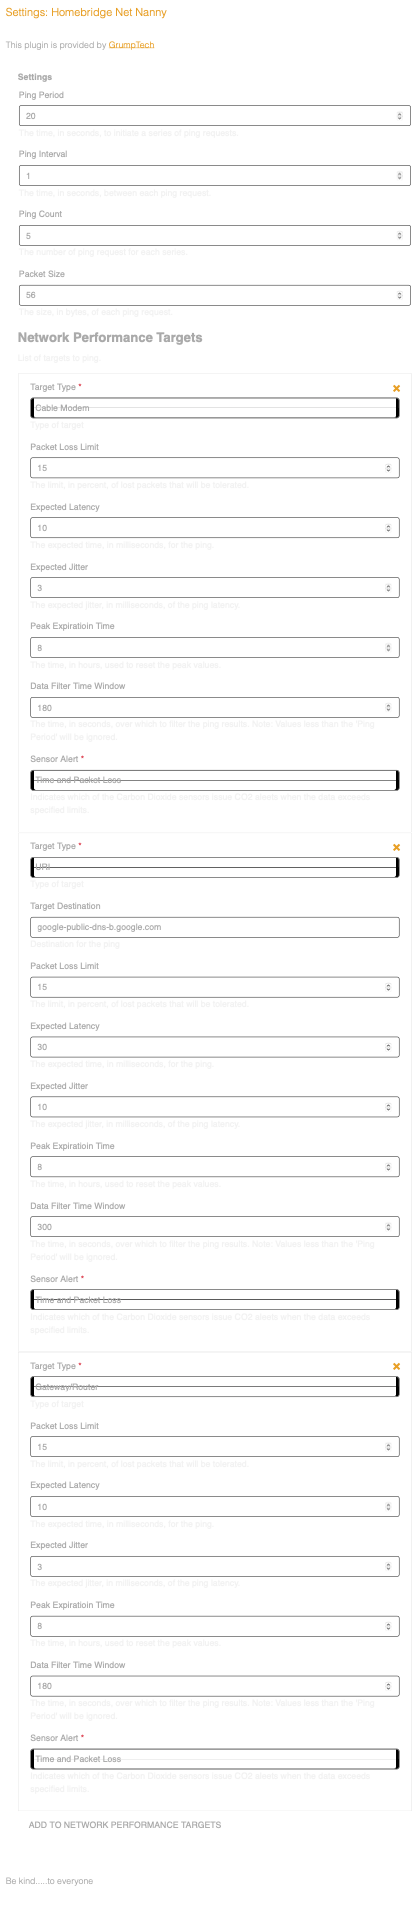 Settings: Homebridge Net Nanny
This plugin is provided by GrumpTech
Settings
Ping Period
20
The time, in seconds, to initiate a series of ping requests.
Ping Interval
1
The time, in seconds, between each ping request.
Ping Count
5
The number of ping request for each series.
Packet Size
56
The size, in bytes, of each ping request.
Network Performance Targets
List of targets to ping
Target Type *
Cable Modem
Type of target
Packet Loss Limit
15
The limit, in percent, of lost packets that will be tolerated.
Expected Latency
10
The expected time, in milliseconds, for the ping.
Expected Jitter
3
The expected jitter, in milliseconds, of the ping latency.
Peak Expiratioin Time
8
The time, in hours, used to reset the peak values.
Data Filter Time Window
180
The time, in seconds, over which to filter the ping results. Note: Values less than the 'Ping
Period' will be ignored.
Sensor Alert *
Time and Packet Loss
Indicates which of the Carbon Dioxide sensors issue CO2 alerts when the data exceeds
specified limits
Target Type *
URI
Type of target
Target Destination
google-public-dns-b.google.com
Destination for the ping
Packet Loss Limit
15
The limit, in percent, of lost packets that will be tolerated.
Expected Latency
30
The expected time, in milliseconds, for the ping.
Expected Jitter
10
The expected jitter, in milliseconds, of the ping latency.
Peak Expiratioin Time
8
The time, in hours, used to reset the peak values.
Data Filter Time Window
300
The time, in seconds, over which to filter the ping results. Note: Values less than the 'Ping
Period' will be ignored.
Sensor Alert *
Time and Packet Loss
Indicates which of the Carbon Dioxide sensors issue CO2 alerts when the data exceeds
specified limits
Target Type *
Gateway/Router
Type of target
Packet Loss Limit
15
The limit, in percent, of lost packets that will be tolerated.
Expected Latency
10
The expected time, in milliseconds, for the ping.
Expected Jitter
3
The expected jitter, in milliseconds, of the ping latency.
Peak Expiratioin Time
8
The time, in hours, used to reset the peak values.
Data Filter Time Window
180
The time, in seconds, over which to filter the ping results. Note: Values less than the 'Ping
Period' will be ignored.
Sensor Alert *
Time and Packet Loss
Indicates which of the Carbon Dioxide sensors issue CO2 alerts when the data exceeds
specified limits
ADD TO NETWORK PERFORMANCE TARGETS
Be kind.....to everyone